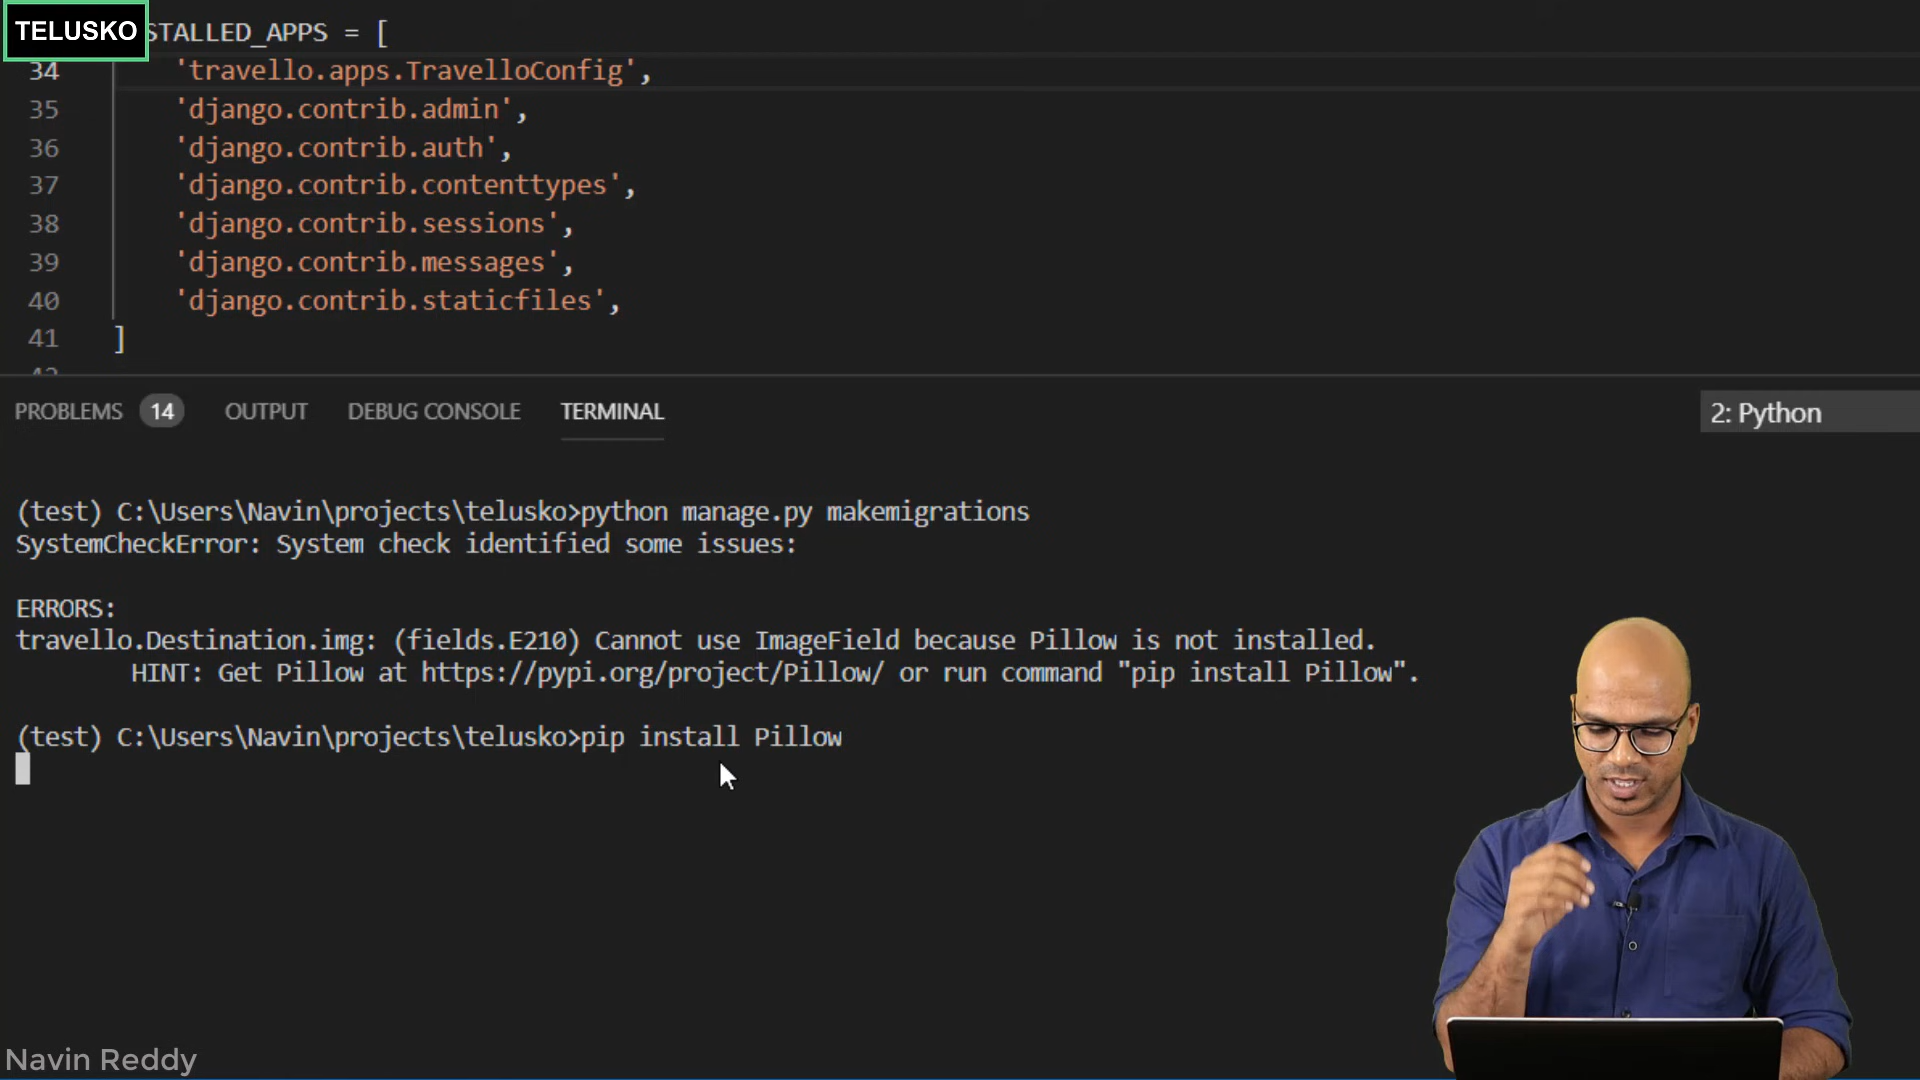 TELUSKO
STALLED_APPS = [
34 'travello.apps.TravelloConfig',
35 'django.contrib.admin',
36 'django.contrib.auth',
37 'django.contrib.contenttypes',
38 'django.contrib.sessions',
39 'django.contrib.messages',
40 'django.contrib.staticfiles',
41 ]
PROBLEMS 14 OUTPUT DEBUG CONSOLE TERMINAL 2: Python
(test) C:\Users\Navin\projects\telusko>python manage.py makemigrations
SystemCheckError: System check identified some issues:
ERRORS:
travello.Destination.img: (fields.E210) Cannot use ImageField because Pillow is not installed.
HINT: Get Pillow at https://pypi.org/project/Pillow/ or run command "pip install Pillow".
(test) C:\Users\Navin\projects\telusko>pip install Pillow
Navin Reddy